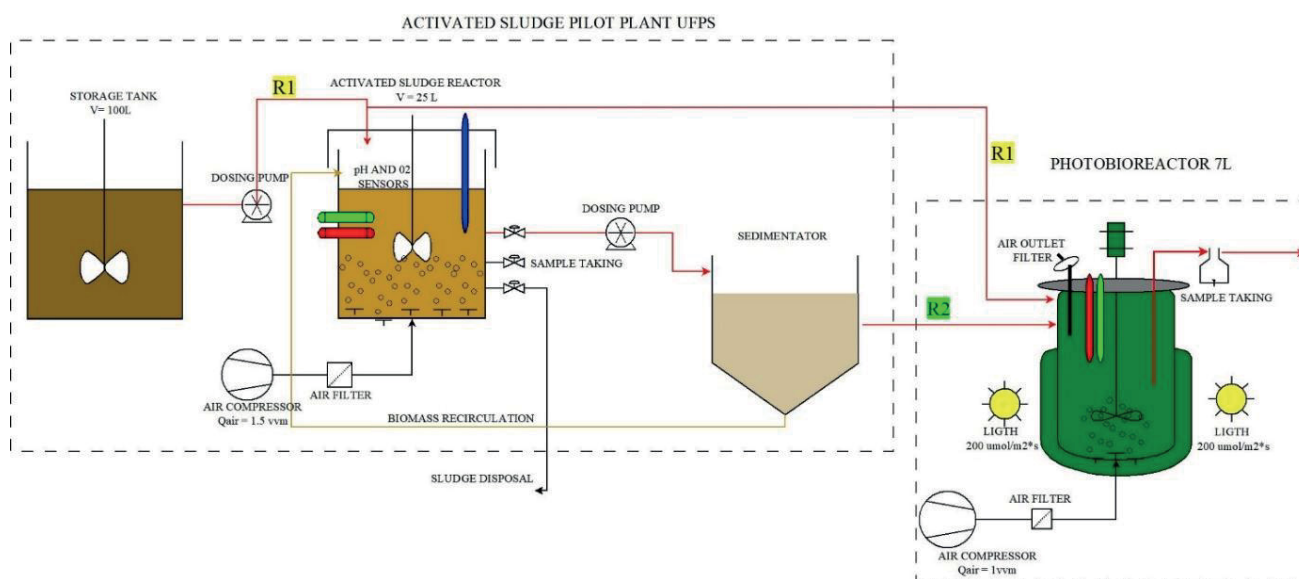 ACTIVATED SLUDGE PILOT PLANT UFPS
STORAGE TANK
V= 100L
R1
ACTIVATED SLUDGE REACTOR
V = 25 L
DOSING PUMP
pH AND 02
SENSORS
DOSING PUMP
SAMPLE TAKING
SEDIMENTATOR
AIR COMPRESSOR
Qair = 1.5 vvm
AIR FILTER
BIOMASS RECIRCULATION
SLUDGE DISPOSAL
R1
R2
PHOTOBIOREACTOR 7L
AIR OUTLET
FILTER
SAMPLE TAKING
LIGTH
200 umol/m2*s
LIGTH
200 umol/m2*s
AIR FILTER
AIR COMPRESSOR
Qair = 1vvm